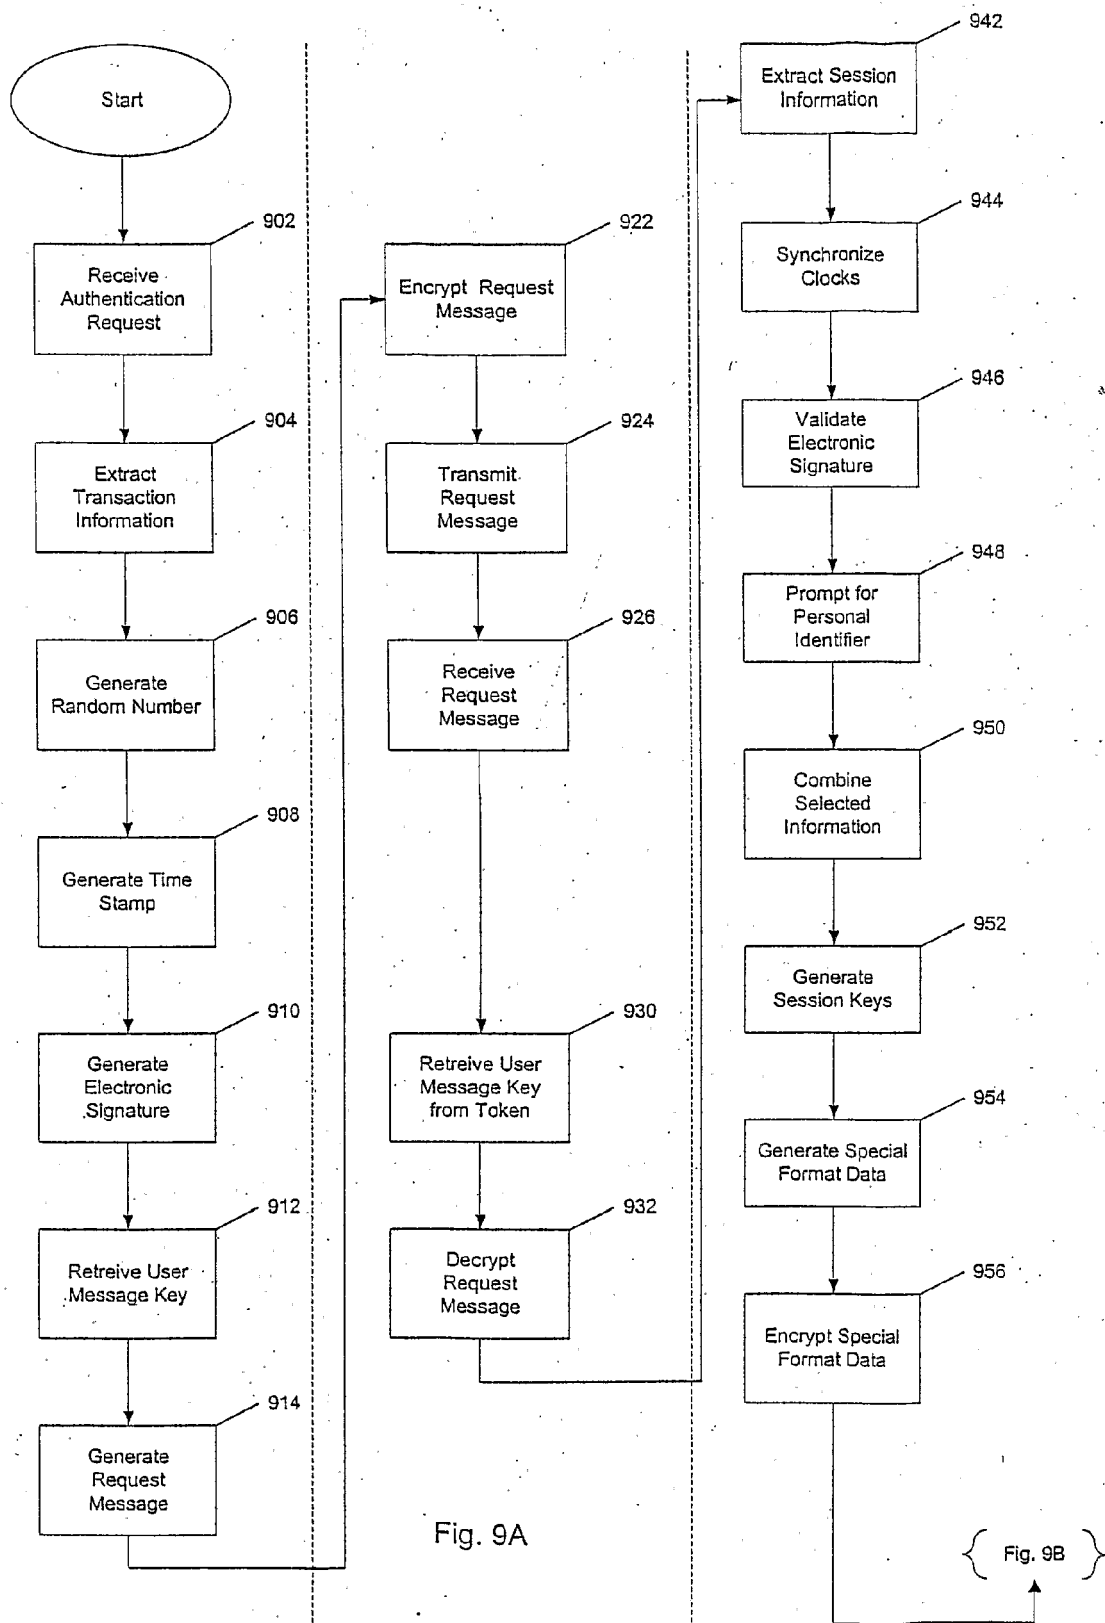 Start
902
Receive
Authentication
Request
904
Extract
Transaction
Information
906
Generate
Random Number
908
Generate Time
Stamp
910
Generate
Electronic
Signature
912
Retreive User
Message Key
914
Generate
Request
Message
922
Encrypt Request
Message
924
Transmit
Request
Message
926
Receive
Request
Message
930
Retreive User
Message Key
from Token
932
Decrypt
Request
Message
942
Extract Session
Information
944
Synchronize
Clocks
946
Validate
Electronic
Signature
948
Prompt for
Personal
Identifier
950
Combine
Selected
Information
952
Generate
Session Keys
954
Generate Special
Format Data
956
Encrypt Special
Format Data
Fig. 9A
Fig. 9B